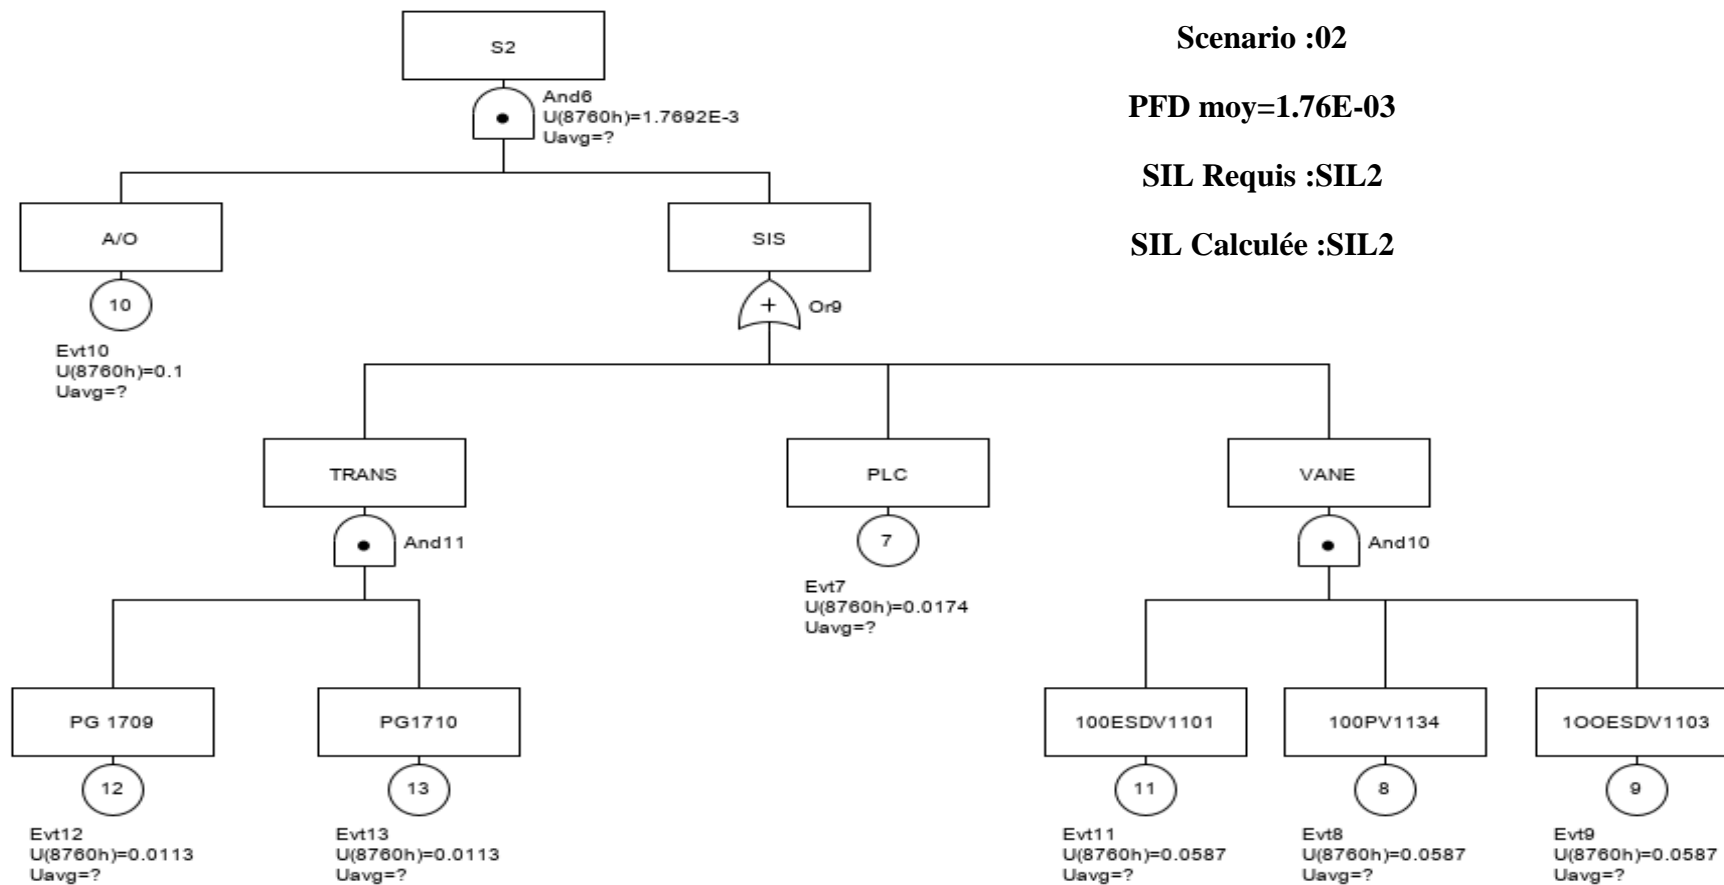 S2
Scenario :02
And6
U(8760h)=1.7692E-3
Uavg=?
PFD moy=1.76E-03
SIL Requis :SIL2
SIL Calculée :SIL2
A/O
SIS
10
+
Or9
Evt10
U(8760h)=0.1
Uavg=?
TRANS
PLC
VANE
And11
7
And10
Evt7
U(8760h)=0.0174
Uavg=?
PG 1709
PG1710
100ESDV1101
100PV1134
1OOESDV1103
12
13
11
8
9
Evt12
U(8760h)=0.0113
Uavg=?
Evt13
U(8760h)=0.0113
Uavg=?
Evt11
U(8760h)=0.0587
Uavg=?
Evt8
U(8760h)=0.0587
Uavg=?
Evt9
U(8760h)=0.0587
Uavg=?